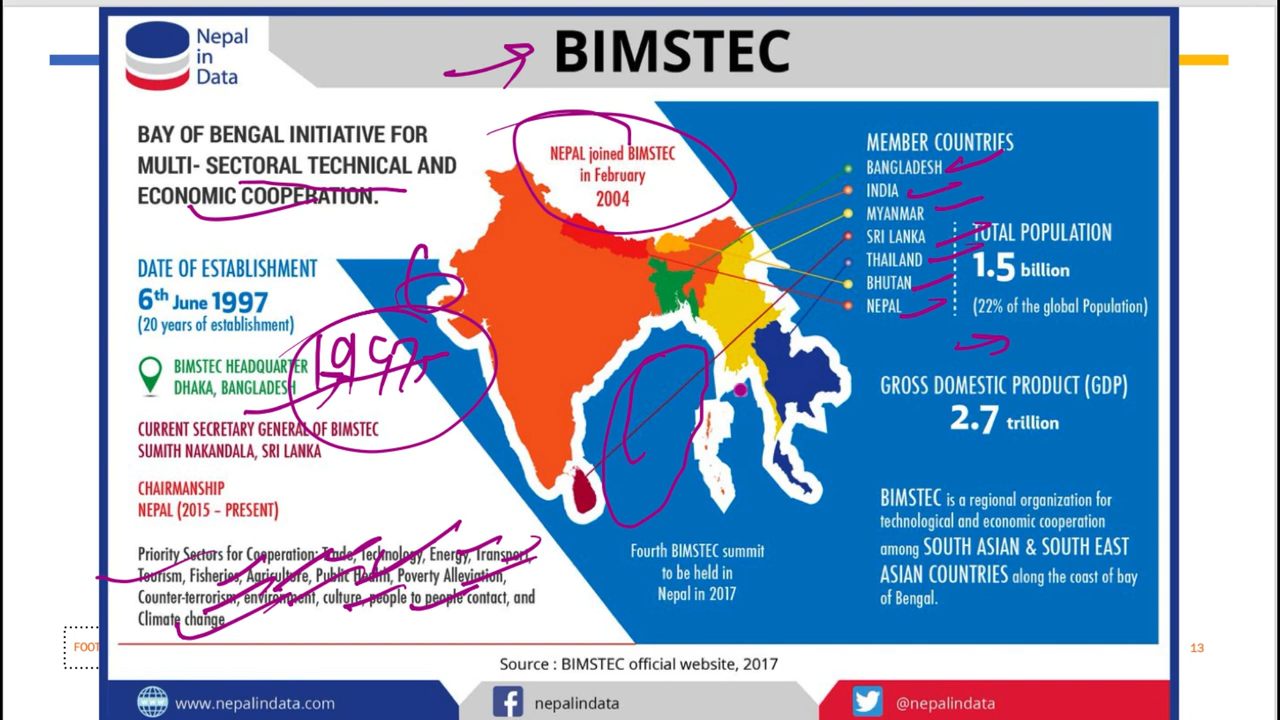 Nepal
in
Data
BIMSTEC
BAY OF BENGAL INITIATIVE FOR
MULTI- SECTORAL TECHNICAL AND
ECONOMIC COOPERATION.
NEPAL joined BIMSTEC
in February
2004
MEMBER COUNTRIES
BANGLADESH
INDIA
MYANMAR
SRI LANKA
THAILAND
BHUTAN
NEPAL
TOTAL POPULATION
1.5 billion
(22% of the global Population)
DATE OF ESTABLISHMENT
6th June 1997
(20 years of establishment)
6
1997
BIMSTEC HEADQUARTER
DHAKA, BANGLADESH
CURRENT SECRETARY GENERAL OF BIMSTEC
SUMITH NAKANDALA, SRI LANKA
CHAIRMANSHIP
NEPAL (2015 – PRESENT)
GROSS DOMESTIC PRODUCT (GDP)
2.7 trillion
Priority Sectors for Cooperation: Trade, Technology, Energy, Transport,
Tourism, Fisheries, Agriculture, Public Health, Poverty Alleviation,
Counter-terrorism, environment, culture, people to people contact, and
Climate change
Fourth BIMSTEC summit
to be held in
Nepal in 2017
BIMSTEC is a regional organization for
technological and economic cooperation
among SOUTH ASIAN & SOUTH EAST
ASIAN COUNTRIES along the coast of bay
of Bengal.
FOOT
13
Source : BIMSTEC official website, 2017
www.nepalindata.com
nepalindata
@nepalindata